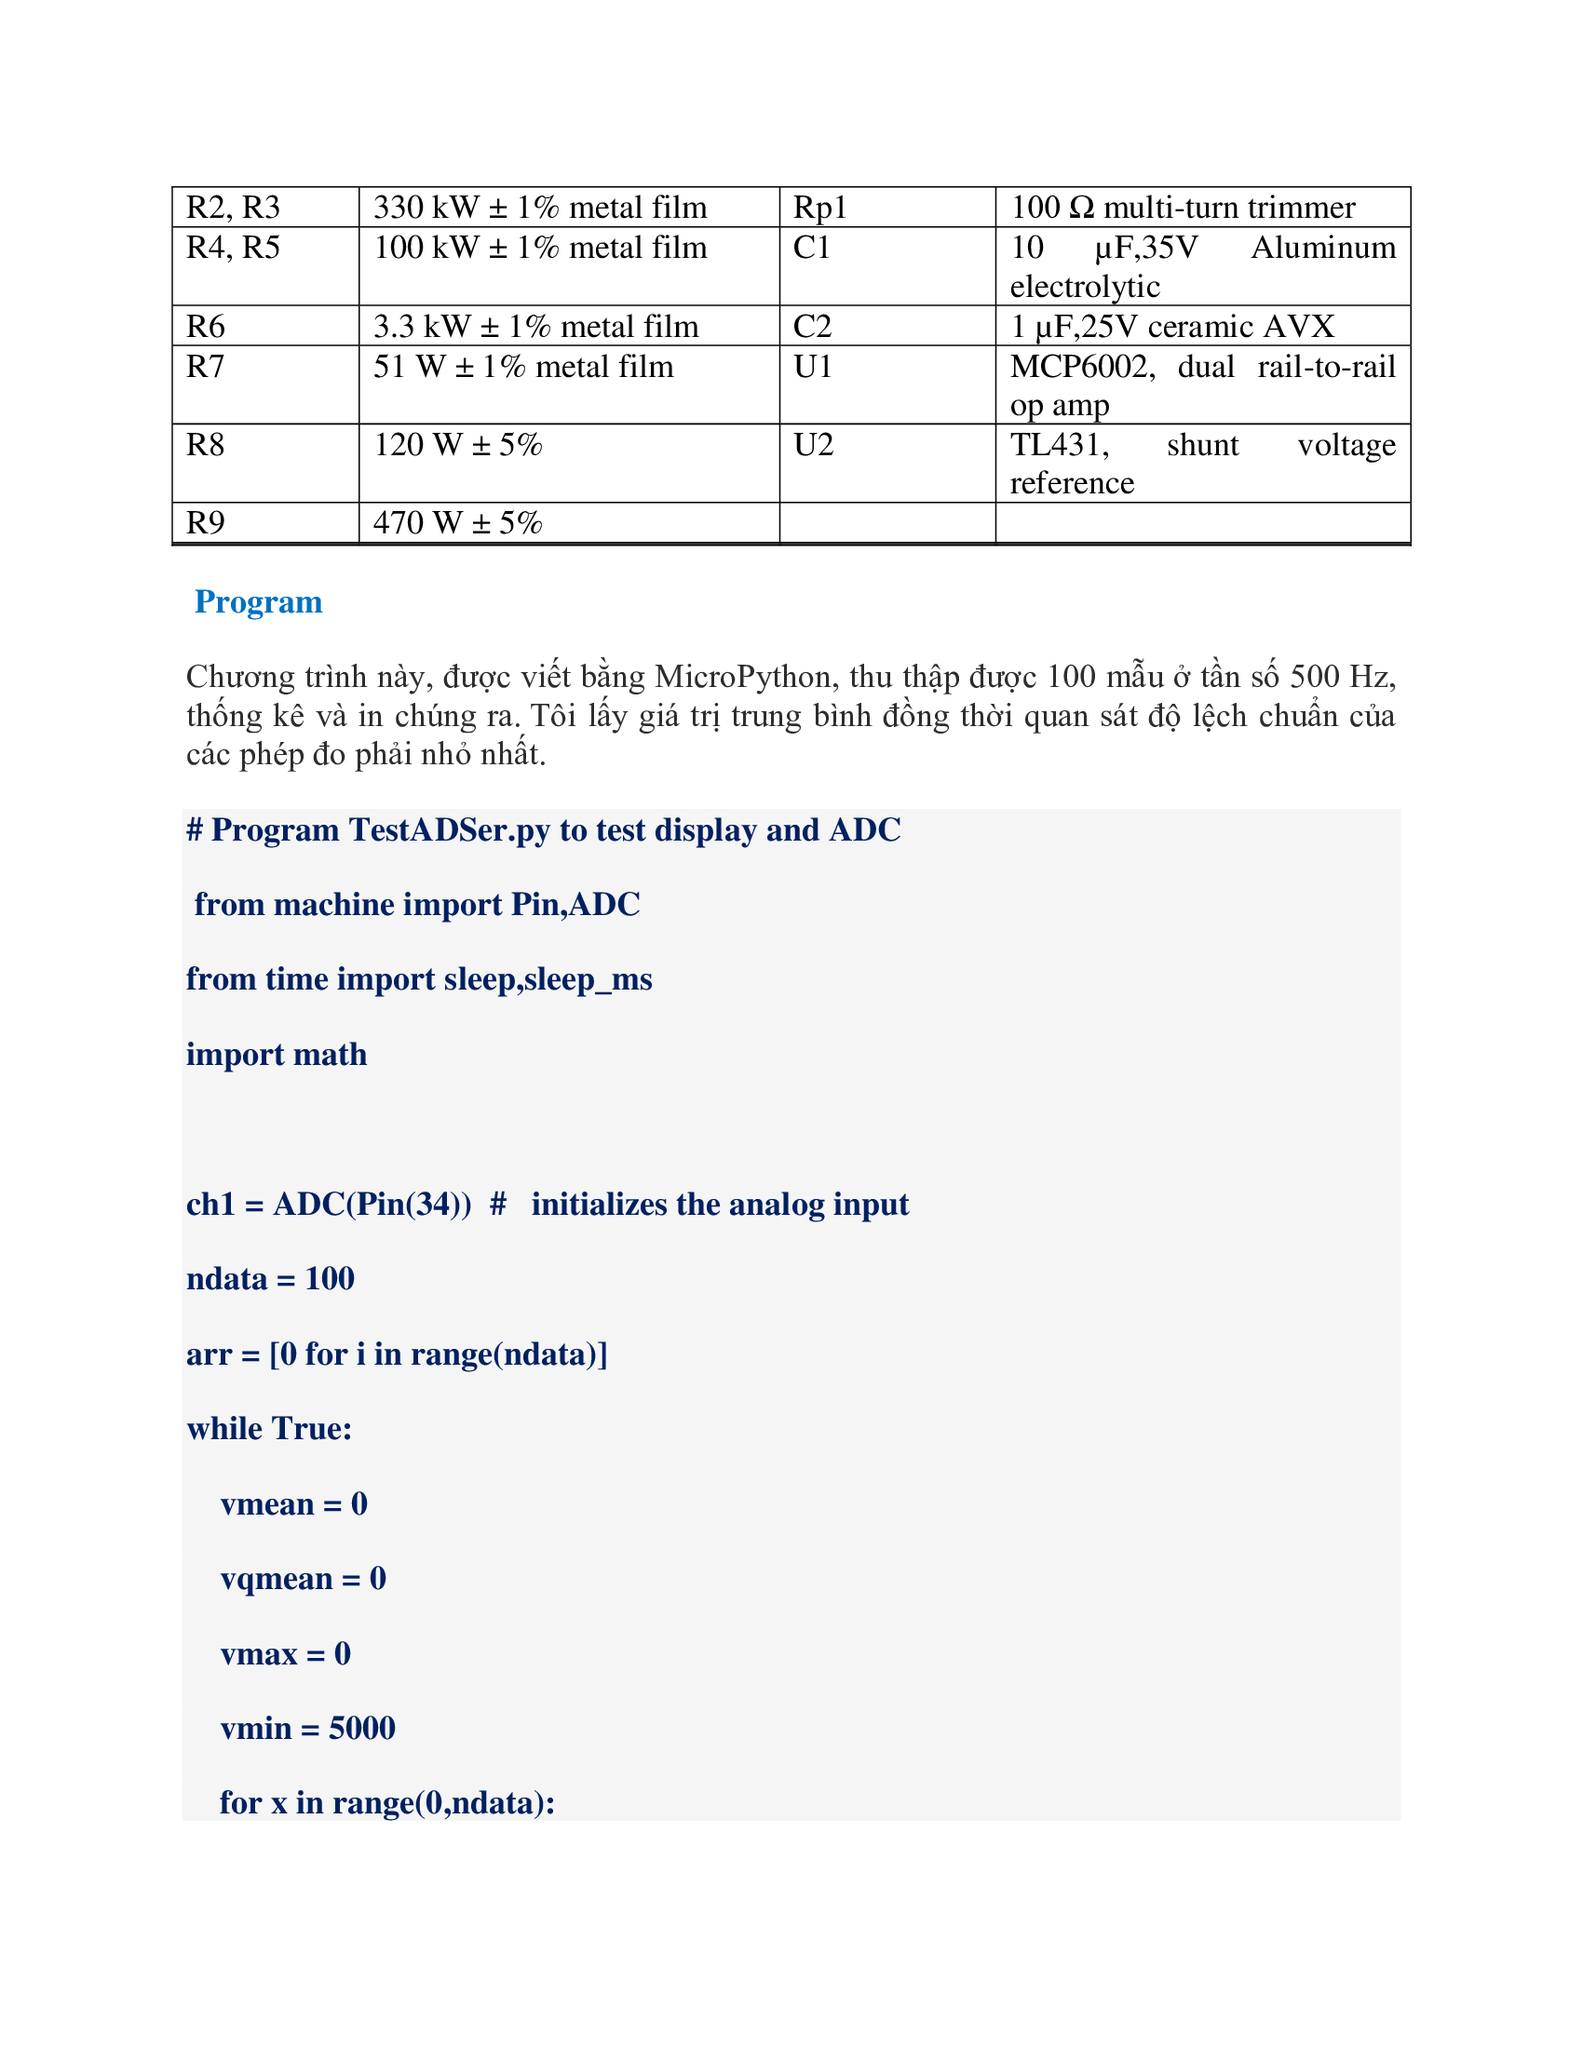 R2, R3 330 kW ± 1% metal film Rp1 100 Ω multi-turn trimmer
R4, R5 100 kW ± 1% metal film C1 10 µF,35V Aluminum
electrolytic
R6 3.3 kW ± 1% metal film C2 1 µF,25V ceramic AVX
R7 51 W ± 1% metal film U1 MCP6002, dual rail-to-rail
op amp
R8 120 W ± 5% U2 TL431, shunt voltage
reference
R9 470 W ± 5%
Program
Chương trình này, được viết bằng MicroPython, thu thập được 100 mẫu ở tần số 500 Hz,
thống kê và in chúng ra. Tôi lấy giá trị trung bình đồng thời quan sát độ lệch chuẩn của
các phép đo phải nhỏ nhất.
# Program TestADSer.py to test display and ADC
from machine import Pin,ADC
from time import sleep,sleep_ms
import math
ch1 = ADC(Pin(34)) # initializes the analog input
ndata = 100
arr = [0 for i in range(ndata)]
while True:
vmean = 0
vqmean = 0
vmax = 0
vmin = 5000
for x in range(0,ndata):